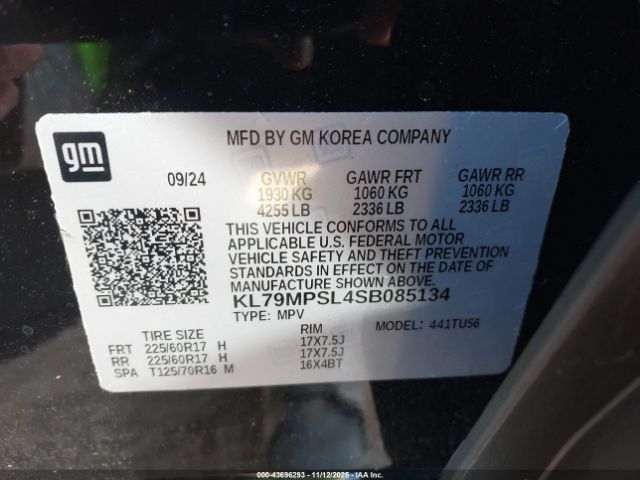 gm
MFD BY GM KOREA COMPANY
09/24 GVWR GAWR FRT GAWR RR
1930 KG 1060 KG 1060 KG
4255 LB 2336 LB 2336 LB
THIS VEHICLE CONFORMS TO ALL
APPLICABLE U.S. FEDERAL MOTOR
VEHICLE SAFETY AND THEFT PREVENTION
STANDARDS IN EFFECT ON THE DATE OF
MANUFACTURE SHOWN ABOVE.
KL79MPSL4SB085134
TYPE: MPV MODEL: 441TU56
TIRE SIZE RIM
FRT 225/60R17 H 17X7.5J
RR 225/60R17 H 17X7.5J
SPA T125/70R16 M 16X4BT
000-43696293 - 11/12/2025 - IAAI.COM